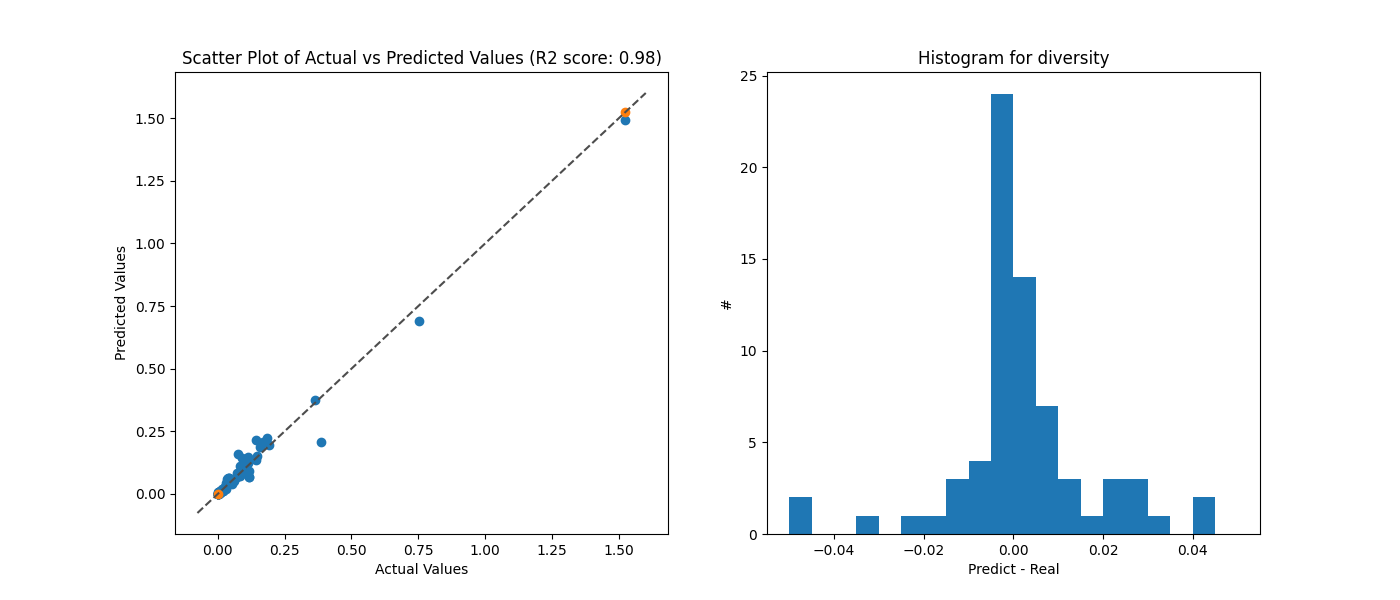 Scatter Plot of Actual vs Predicted Values (R2 score: 0.98)
1.50
1.25
1.00
0.75
0.50
0.25
0.00
Predicted Values
0.00 0.25 0.50 0.75 1.00 1.25 1.50
Actual Values
Histogram for diversity
25
20
15
10
5
0
#
−0.04 −0.02 0.00 0.02 0.04
Predict - Real